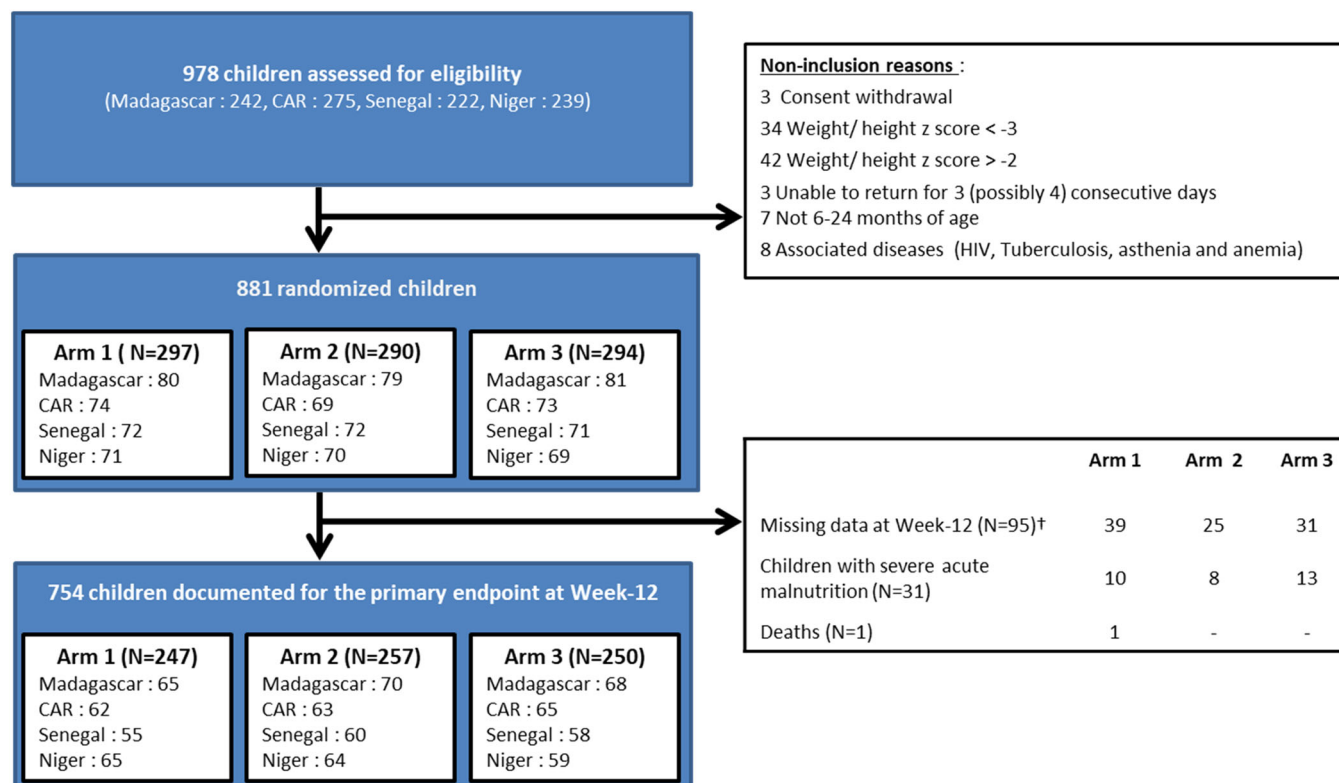 978 children assessed for eligibility
(Madagascar : 242, CAR : 275, Senegal : 222, Niger : 239)
Non-inclusion reasons :
3 Consent withdrawal
34 Weight/ height z score < -3
42 Weight/ height z score > -2
3 Unable to return for 3 (possibly 4) consecutive days
7 Not 6-24 months of age
8 Associated diseases (HIV, Tuberculosis, asthenia and anemia)
881 randomized children
Arm 1 ( N=297)
Madagascar : 80
CAR : 74
Senegal : 72
Niger : 71
Arm 2 (N=290)
Madagascar : 79
CAR : 69
Senegal : 72
Niger : 70
Arm 3 (N=294)
Madagascar : 81
CAR : 73
Senegal : 71
Niger : 69
Arm 1 Arm 2 Arm 3
Missing data at Week-12 (N=95)† 39 25 31
Children with severe acute
malnutrition (N=31) 10 8 13
Deaths (N=1) 1 - -
754 children documented for the primary endpoint at Week-12
Arm 1 (N=247)
Madagascar : 65
CAR : 62
Senegal : 55
Niger : 65
Arm 2 (N=257)
Madagascar : 70
CAR : 63
Senegal : 60
Niger : 64
Arm 3 (N=250)
Madagascar : 68
CAR : 65
Senegal : 58
Niger : 59